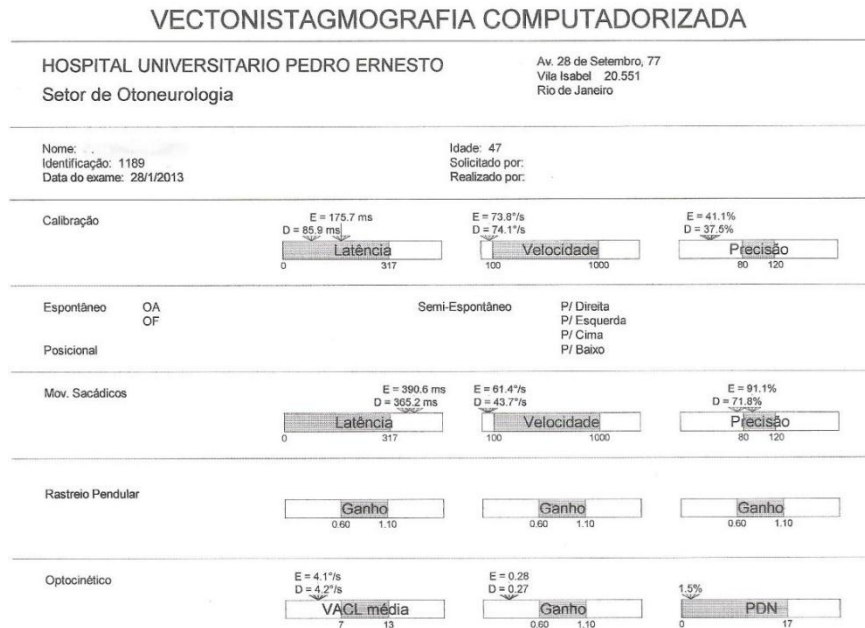 VECTONISTAGMOGRAFIA COMPUTADORIZADA
HOSPITAL UNIVERSITARIO PEDRO ERNESTO
Setor de Otoneurologia
Av. 28 de Setembro, 77
Vila Isabel 20.551
Rio de Janeiro
Nome:
Identificação: 1189
Data do exame: 28/1/2013
Idade: 47
Solicitado por:
Realizado por:
Calibração
E = 175.7 ms
D = 85.9 ms
Latência
0 317
E = 73.8°/s
D = 74.1°/s
Velocidade
100 1000
E = 41.1%
D = 37.5%
Precisão
80 120
Espontâneo OA
OF
Semi-Espontâneo P/ Direita
P/ Esquerda
P/ Cima
P/ Baixo
Posicional
Mov. Sacádicos
E = 390.6 ms
D = 365.2 ms
Latência
0 317
E = 61.4°/s
D = 43.7°/s
Velocidade
100 1000
E = 91.1%
D = 71.8%
Precisão
80 120
Rastreio Pendular
Ganho
0.60 1.10
Ganho
0.60 1.10
Ganho
0.60 1.10
Optocinético
E = 4.1°/s
D = 4.2°/s
VACL média
7 13
E = 0.28
D = 0.27
Ganho
0.60 1.10
1.5%
PDN
0 17